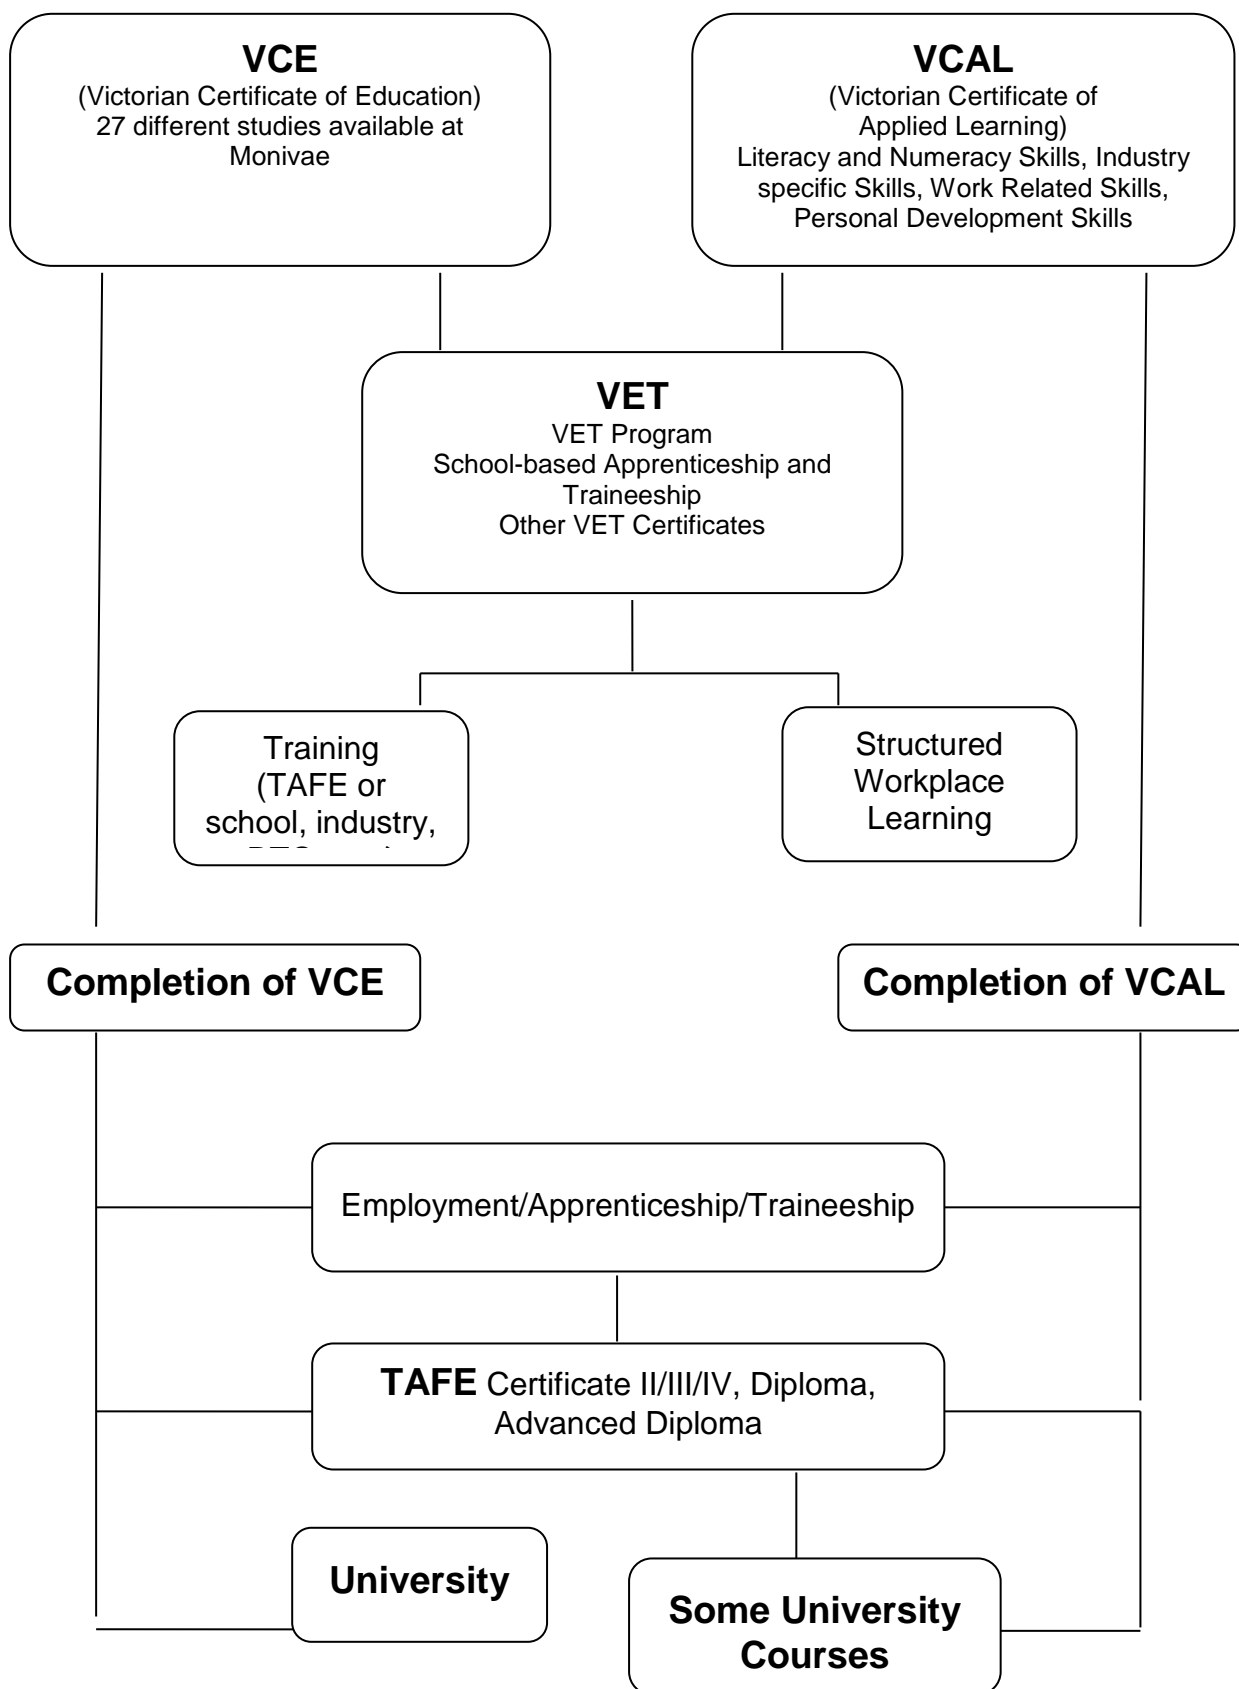 VCE
(Victorian Certificate of Education)
27 different studies available at
Monivae
VCAL
(Victorian Certificate of
Applied Learning)
Literacy and Numeracy Skills, Industry
specific Skills, Work Related Skills,
Personal Development Skills
VET
VET Program
School-based Apprenticeship and
Traineeship
Other VET Certificates
Training
(TAFE or
school, industry,
Structured
Workplace
Learning
Completion of VCE
Completion of VCAL
Employment/Apprenticeship/Traineeship
TAFE Certificate II/III/IV, Diploma,
Advanced Diploma
University
Some University
Courses